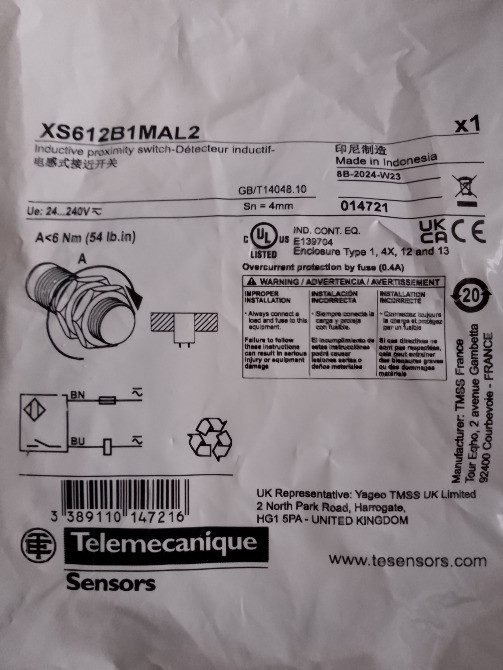 XS612B1MAL2
x1
Inductive proximity switch-Détecteur inductif-
电感式接近开关
印尼制造
Made in Indonesia
8B-2024-W23
GB/T14048.10
Ue: 24...240V
Sn = 4mm
014721
A<6 Nm (54 lb.in)
A
C UL US
LISTED
IND. CONT. EQ.
E139704
Enclosure Type 1, 4X, 12 and 13
UK
CA
CE
Overcurrent protection by fuse (0.4A)
WARNING / ADVERTENCIA / AVERTISSEMENT
IMPROPER
INSTALLATION
• Always connect a
load and fuse to this
equipment.
Failure to follow
these instructions
can result in serious
injury or equipment
damage
INSTALACIÓN
INCORRECTA
• Siempre conecte la
carga y proteja
con fusible.
El incumplimiento de
estas instrucciones
podrá causar
lesiones serias o
daños materiales
INSTALLATION
INCORRECTE
• Connectez toujours
la charge et protégez
par un fusible
Si ces directives ne
sont pas respectées,
cela peut entraîner
des blessures graves
ou des dommages
matériels
20
Manufacturer: TMSS France
Tour Eqho, 2 avenue Gambetta
92400 Courbevoie - FRANCE
BN
BU
3 389110 147216
UK Representative: Yageo TMSS UK Limited
2 North Park Road, Harrogate,
HG1 5PA - UNITED KINGDOM
Telemecanique
Sensors
www.tesensors.com